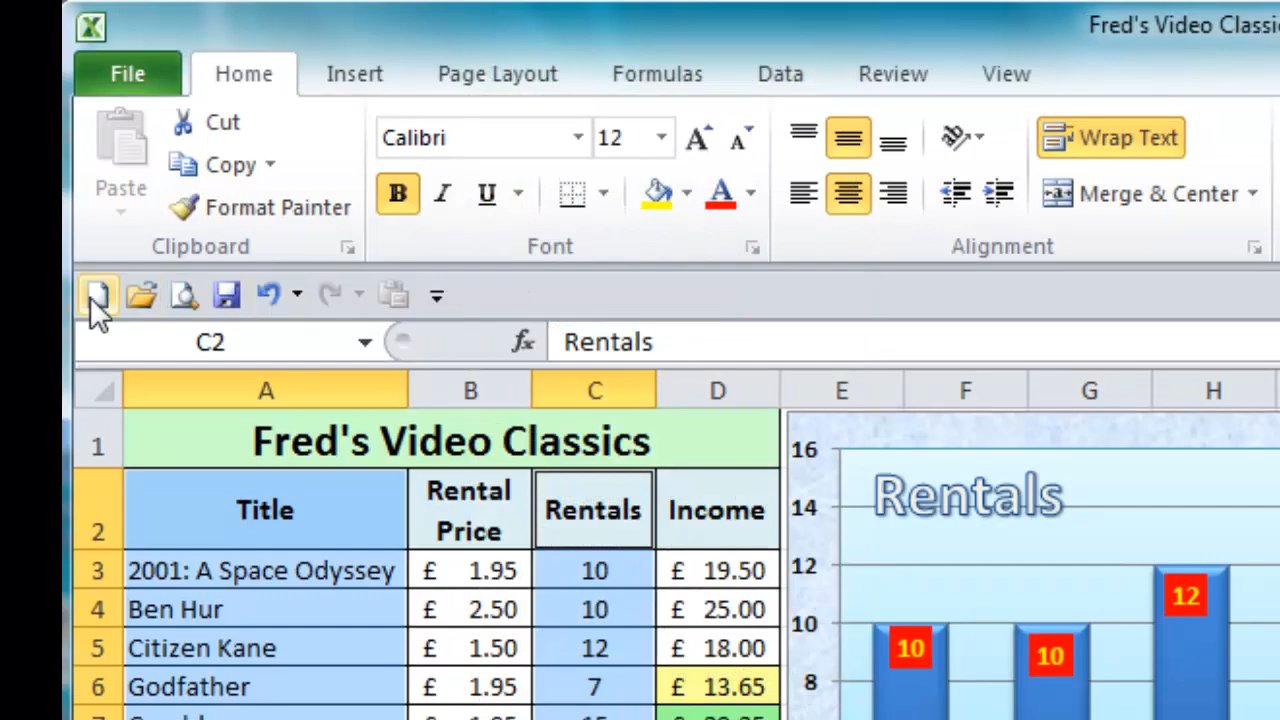 Fred's Video Classi
File Home Insert Page Layout Formulas Data Review View
Cut
Copy
Paste
Format Painter
Clipboard
Calibri 12
B I U A
Font
Wrap Text
Merge & Center
Alignment
C2 fx Rentals
A B C D E F G H
1 Fred's Video Classics
2 Title Rental Price Rentals Income
3 2001: A Space Odyssey £ 1.95 10 £ 19.50
4 Ben Hur £ 2.50 10 £ 25.00
5 Citizen Kane £ 1.50 12 £ 18.00
6 Godfather £ 1.95 7 £ 13.65
Rentals
16
14
12
10
8
10
10
12